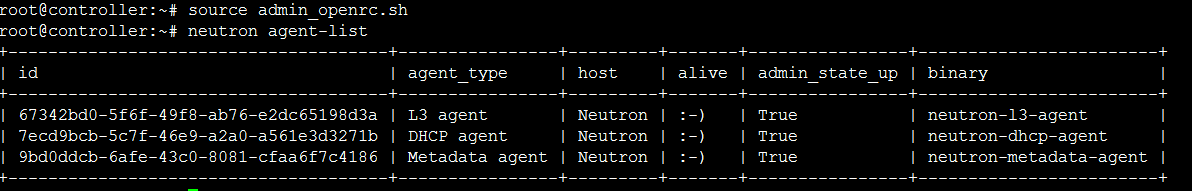 root@controller:~# source admin_openrc.sh
root@controller:~# neutron agent-list
+--------------------------------------+----------------+---------+-------+----------------+------------------------+
| id                                   | agent_type     | host    | alive | admin_state_up | binary                 |
+--------------------------------------+----------------+---------+-------+----------------+------------------------+
| 67342bd0-5f6f-49f8-ab76-e2dc65198d3a | L3 agent       | Neutron | :-)   | True           | neutron-l3-agent       |
| 7ecd9bcb-5c7f-46e9-a2a0-a561e3d3271b | DHCP agent     | Neutron | :-)   | True           | neutron-dhcp-agent     |
| 9bd0ddcb-6afe-43c0-8081-cfaa6f7c4186 | Metadata agent | Neutron | :-)   | True           | neutron-metadata-agent |
+--------------------------------------+----------------+---------+-------+----------------+------------------------+